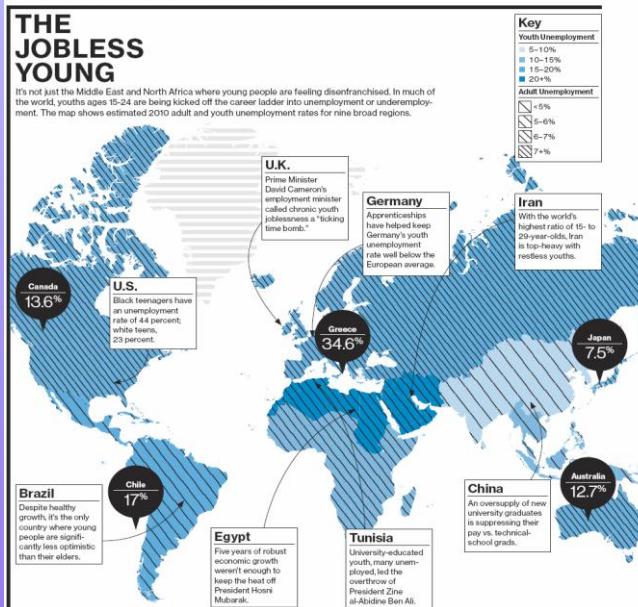 THE
JOBLESS
YOUNG
It's not just the Middle East and North Africa where young people are feeling disenfranchised. In much of
the world, youths ages 15-24 are being kicked off the career ladder into unemployment or underemploy-
ment. The map shows estimated 2010 adult and youth unemployment rates for nine broad regions.
Key
Youth Unemployment
5–10%
10–15%
15–20%
20+%
Adult Unemployment
<5%
5–6%
6–7%
7+%
U.K.
Prime Minister
David Cameron's
employment minister
called chronic youth
joblessness a "ticking
time bomb."
Germany
Apprenticeships
have helped keep
Germany's youth
unemployment
rate well below the
European average.
Iran
With the world's
highest ratio of 15- to
29-year-olds, Iran
is top-heavy with
restless youths.
Canada
13.6%
U.S.
Black teenagers have
an unemployment
rate of 44 percent;
white teens,
23 percent.
Greece
34.6%
Japan
7.5%
Brazil
Despite healthy
growth, it's the only
country where young
people are signifi-
cantly less optimistic
than their elders.
Chile
17%
Egypt
Five years of robust
economic growth
weren't enough to
keep the heat off
President Hosni
Mubarak.
Tunisia
University-educated
youth, many unem-
ployed, led the
overthrow of
President Zine
al-Abidine Ben Ali.
China
An oversupply of new
university graduates
is suppressing their
pay vs. technical-
school grads.
Australia
12.7%